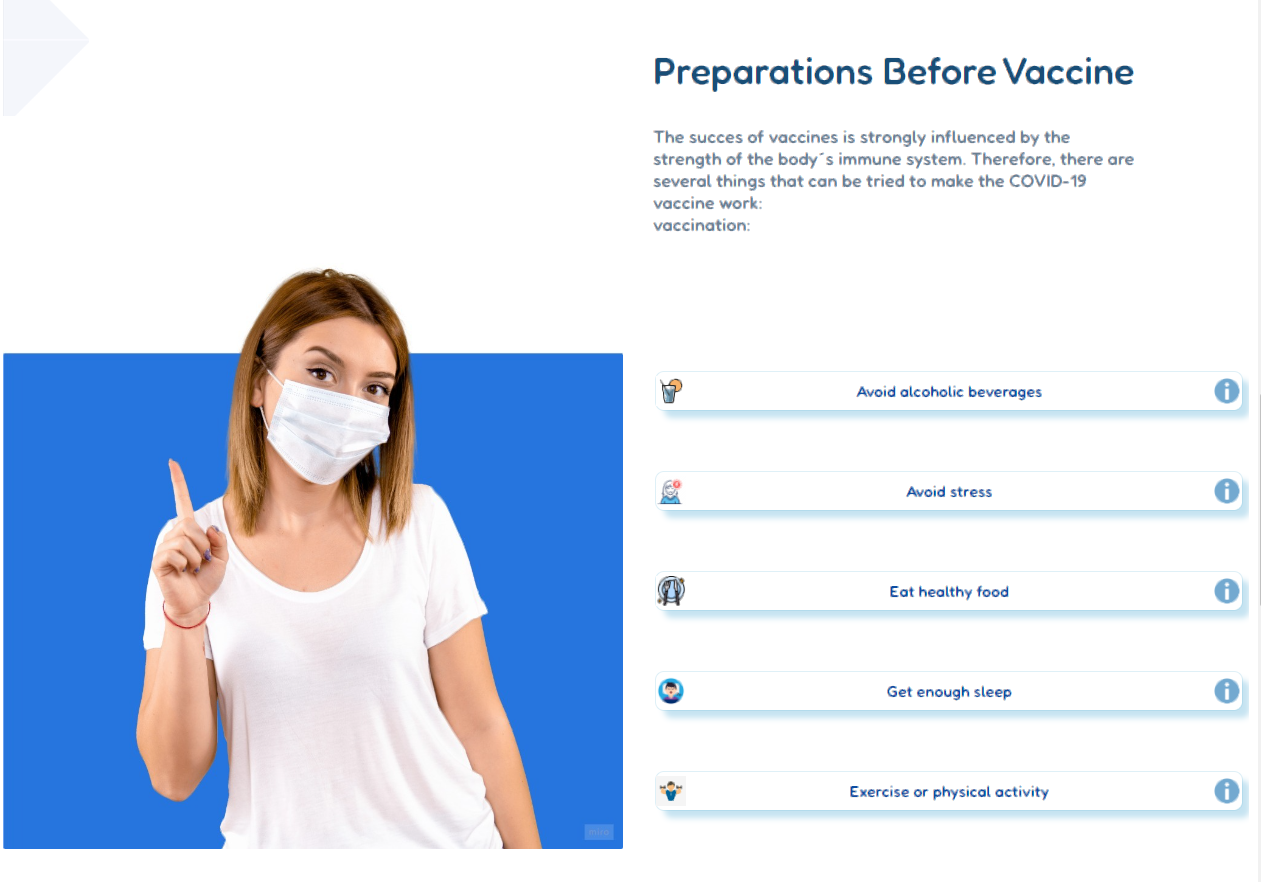 Preparations Before Vaccine
The succes of vaccines is strongly influenced by the
strength of the body´s immune system. Therefore, there are
several things that can be tried to make the COVID-19
vaccine work:
vaccination:
Avoid alcoholic beverages
Avoid stress
Eat healthy food
Get enough sleep
Exercise or physical activity
miro